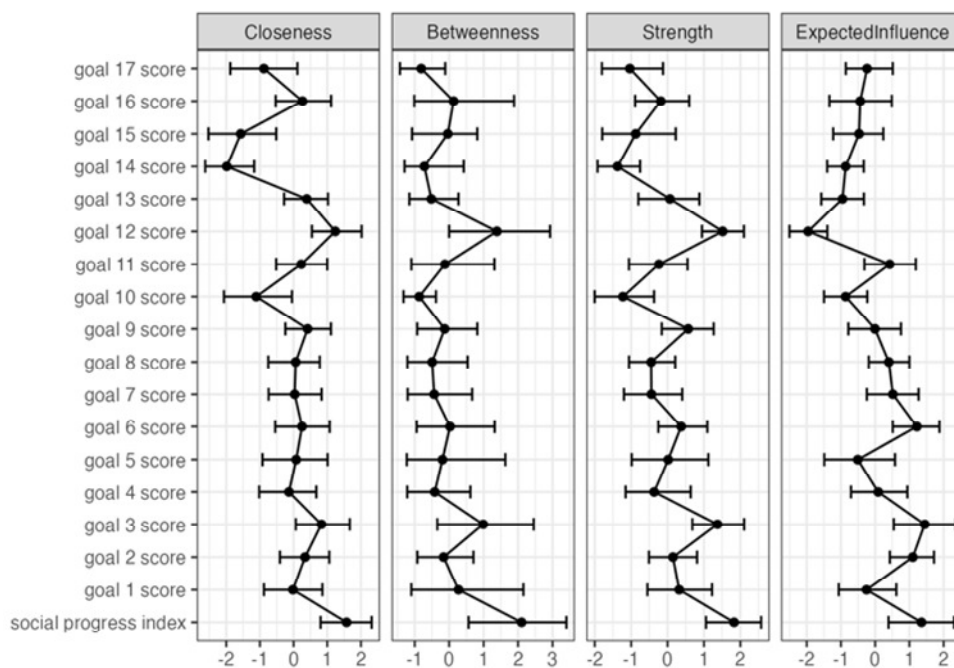 Closeness Betweenness Strength ExpectedInfluence
goal 17 score
goal 16 score
goal 15 score
goal 14 score
goal 13 score
goal 12 score
goal 11 score
goal 10 score
goal 9 score
goal 8 score
goal 7 score
goal 6 score
goal 5 score
goal 4 score
goal 3 score
goal 2 score
goal 1 score
social progress index
-2 -1 0 1 2 -1 0 1 2 3 -2 -1 0 1 2 -2 -1 0 1 2